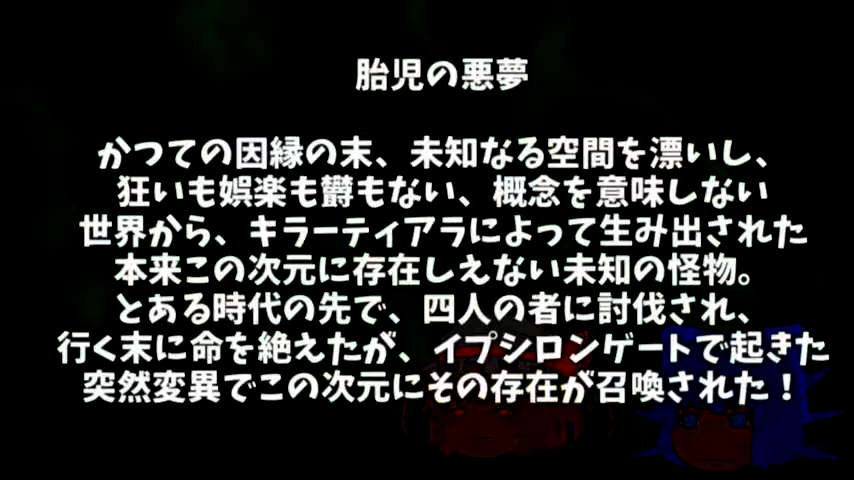 胎児の悪夢
かつての因縁の末、未知なる空間を漂いし、
狂いも娯楽も欝もない、概念を意味しない
世界から、キラーティアラによって生み出された
本来この次元に存在しえない未知の怪物。
とある時代の先で、四人の者に討伐され、
行く末に命を絶えたが、イプシロンゲートで起きた
突然変異でこの次元にその存在が召喚された！